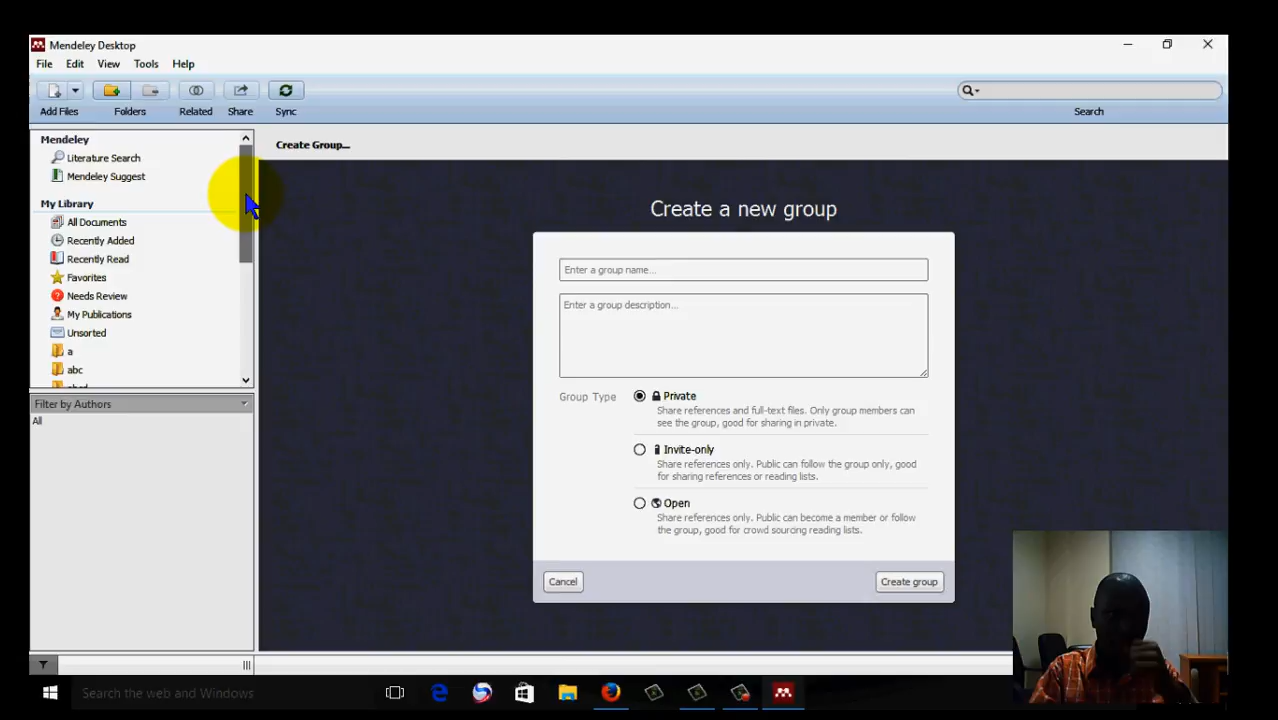 Mendeley Desktop
File Edit View Tools Help
Add Files Folders Related Share Sync Search
Mendeley
Literature Search
Mendeley Suggest
My Library
All Documents
Recently Added
Recently Read
Favorites
Needs Review
My Publications
Unsorted
a
abc
Filter by Authors
All
Create Group...
Create a new group
Enter a group name...
Enter a group description...
Group Type
Private
Share references and full-text files. Only group members can
see the group, good for sharing in private.
Invite-only
Share references only. Public can follow the group only, good
for sharing references or reading lists.
Open
Share references only. Public can become a member or follow
the group, good for crowd sourcing reading lists.
Cancel Create group
Search the web and Windows